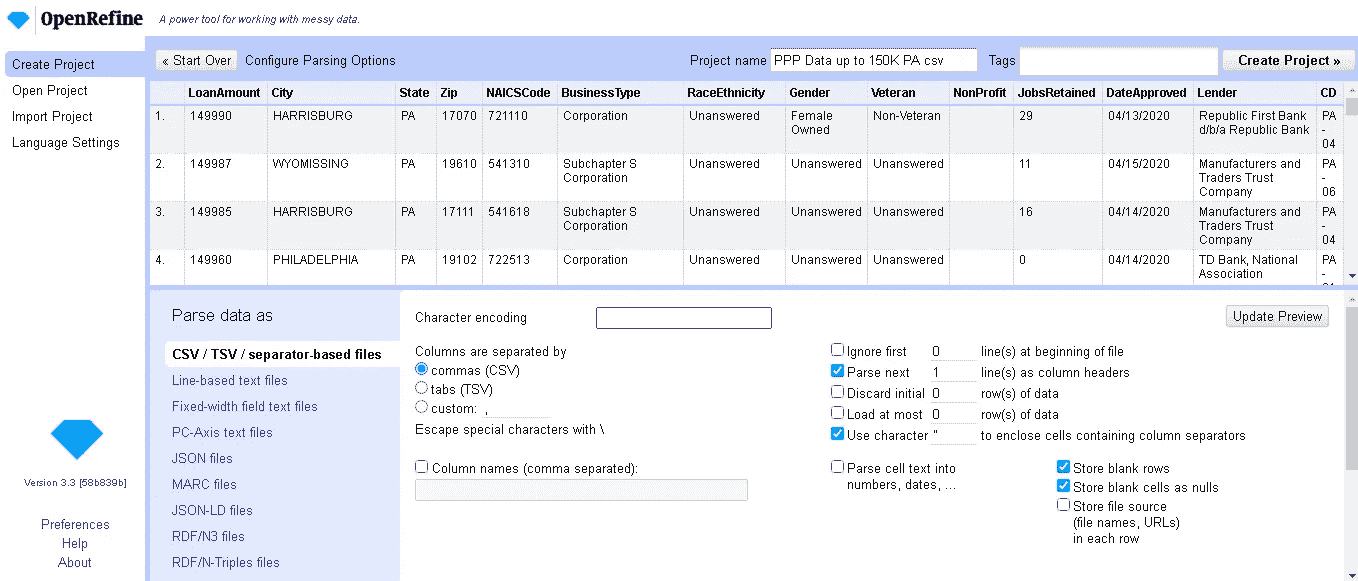 OpenRefine A power tool for working with messy data.
Create Project
Open Project
Import Project
Language Settings
« Start Over Configure Parsing Options Project name PPP Data up to 150K PA csv Tags Create Project »
LoanAmount City State Zip NAICSCode BusinessType RaceEthnicity Gender Veteran NonProfit JobsRetained DateApproved Lender CD
1. 149990 HARRISBURG PA 17070 721110 Corporation Unanswered Female Non-Veteran 29 04/13/2020 Republic First Bank PA
Owned d/b/a Republic Bank -
04
2. 149987 WYOMISSING PA 19610 541310 Subchapter S Unanswered Unanswered Unanswered 11 04/15/2020 Manufacturers and PA
Corporation Traders Trust -
Company 06
3. 149985 HARRISBURG PA 17111 541618 Subchapter S Unanswered Unanswered Unanswered 16 04/14/2020 Manufacturers and PA
Corporation Traders Trust -
Company 04
4. 149960 PHILADELPHIA PA 19102 722513 Corporation Unanswered Unanswered Unanswered 0 04/14/2020 TD Bank, National PA
Association -
Parse data as
CSV / TSV / separator-based files
Line-based text files
Fixed-width field text files
PC-Axis text files
JSON files
MARC files
JSON-LD files
RDF/N3 files
RDF/N-Triples files
Character encoding Update Preview
Columns are separated by
commas (CSV)
tabs (TSV)
custom: ,
Escape special characters with \
Column names (comma separated):
Ignore first 0 line(s) at beginning of file
Parse next 1 line(s) as column headers
Discard initial 0 row(s) of data
Load at most 0 row(s) of data
Use character " to enclose cells containing column separators
Parse cell text into
numbers, dates, ...
Store blank rows
Store blank cells as nulls
Store file source
(file names, URLs)
in each row
Version 3.3 [58b839b]
Preferences
Help
About